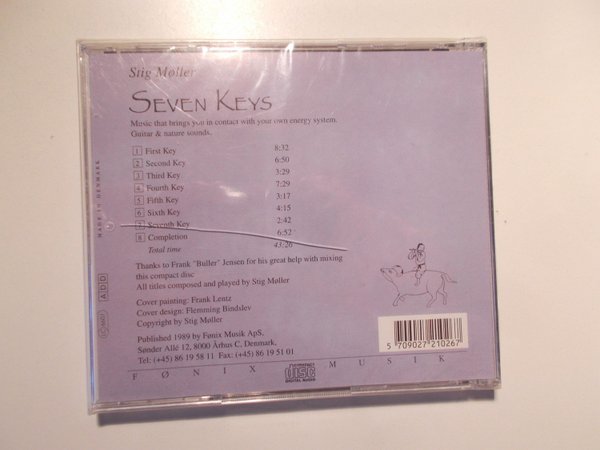 Stig Møller
SEVEN KEYS
Music that brings you in contact with your own energy system.
Guitar & nature sounds.
1 First Key 8:32
2 Second Key 6:50
3 Third Key 3:29
4 Fourth Key 7:29
5 Fifth Key 3:17
6 Sixth Key 4:15
7 Seventh Key 2:42
8 Completion 6:52
Total time 43:26
Thanks to Frank "Buller" Jensen for his great help with mixing
this compact disc
All titles composed and played by Stig Møller
Cover painting: Frank Lentz
Cover design: Flemming Bindslev
Copyright by Stig Møller
Published 1989 by Fønix Musik ApS,
Sønder Allé 12, 8000 Århus C, Denmark,
Tel: (+45) 86 19 58 11 Fax: (+45) 86 19 51 01
FØNIX MUSIK
COMPACT
disc
DIGITAL AUDIO
5 709027 210267
MADE IN DENMARK
ADD